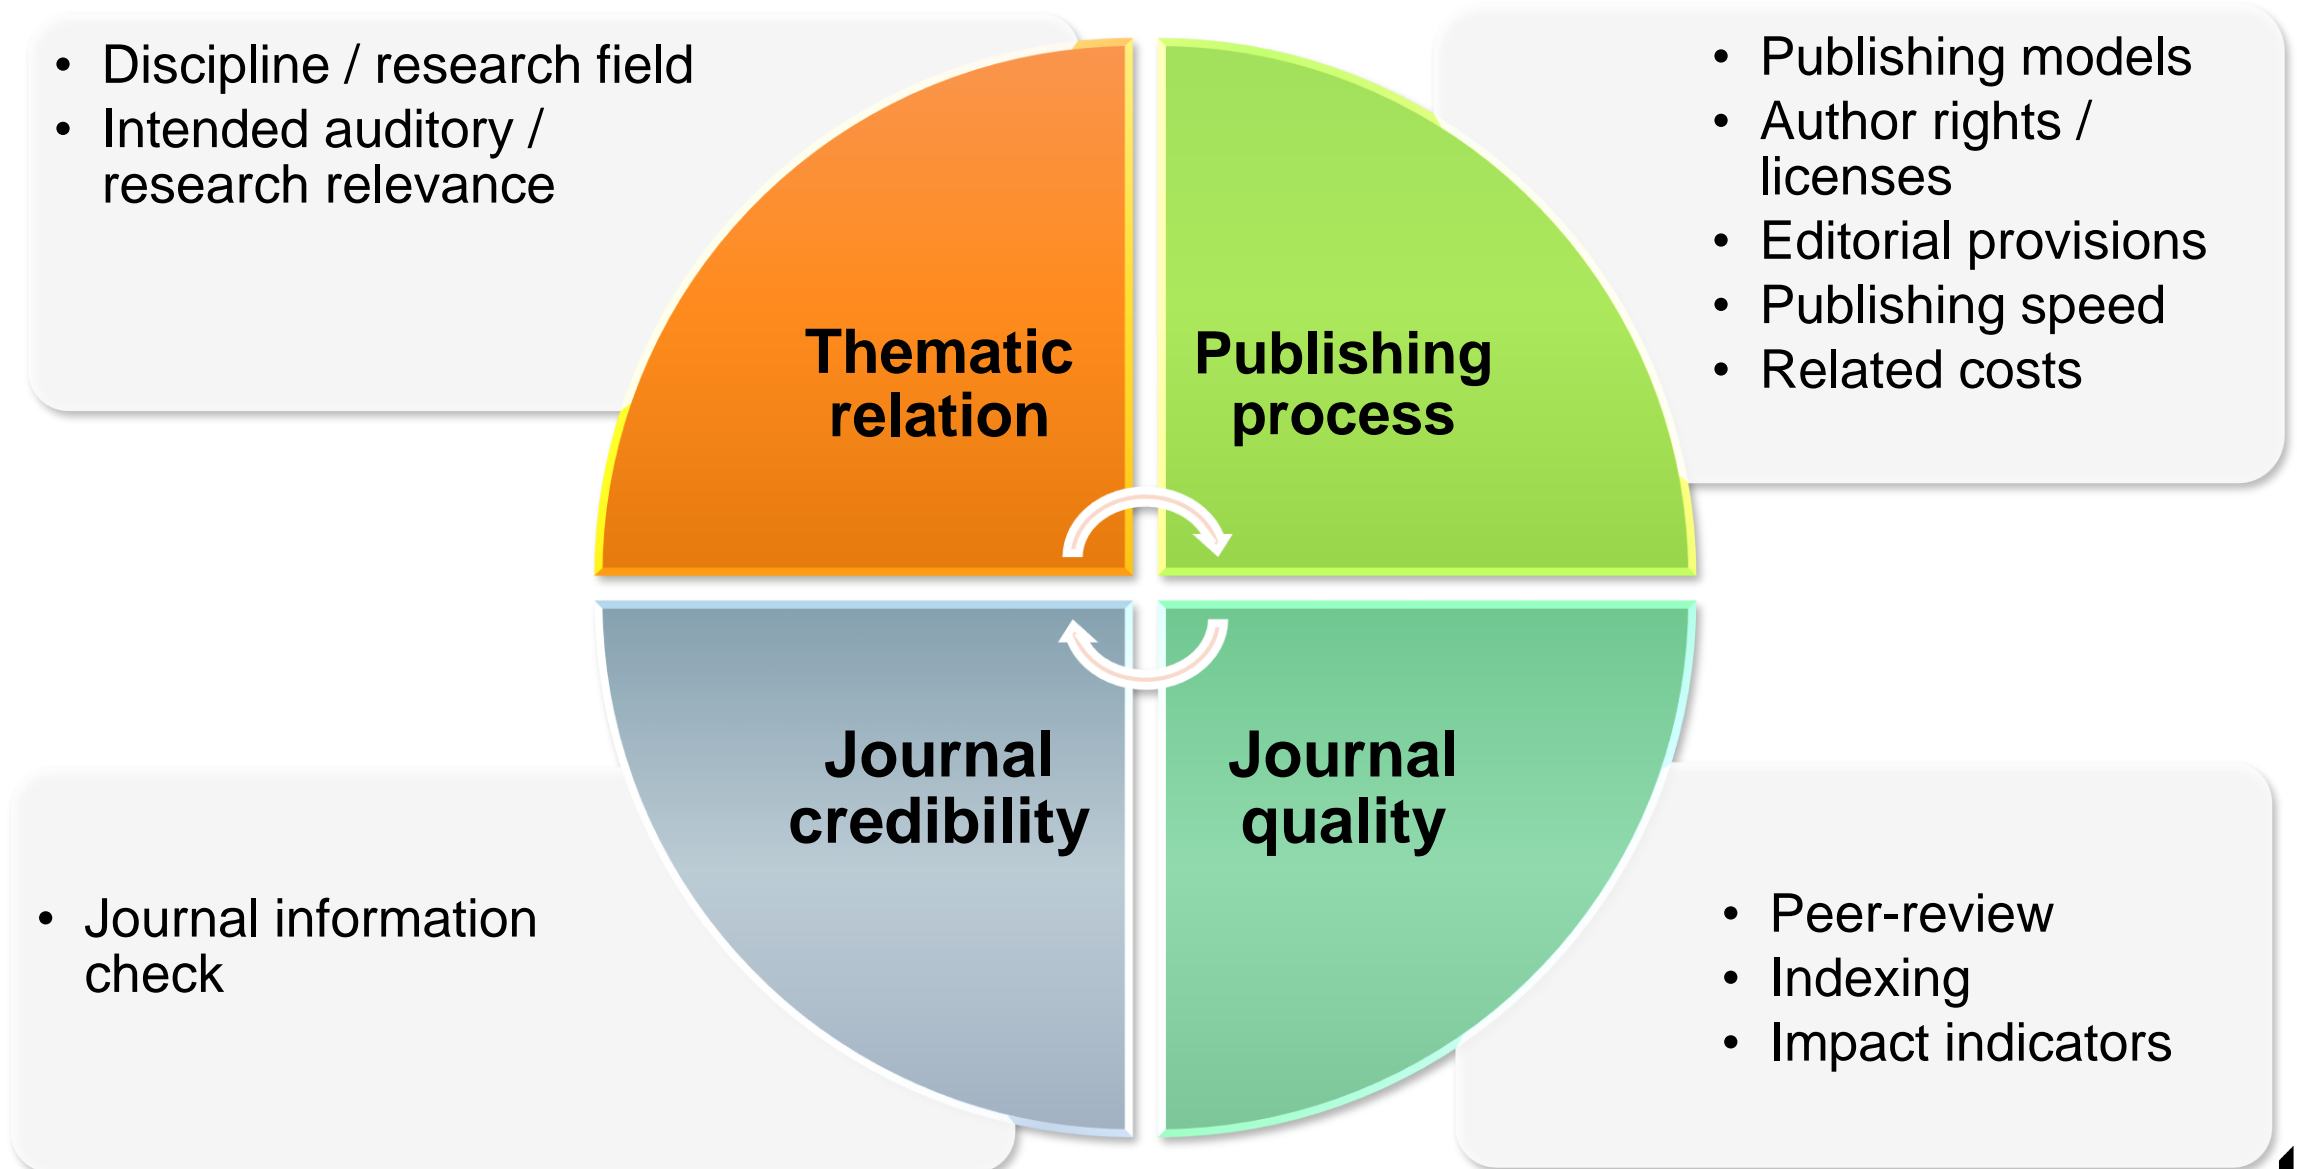 • Discipline / research field
• Intended auditory /
research relevance
Thematic
relation
• Publishing models
• Author rights /
licenses
• Editorial provisions
• Publishing speed
• Related costs
Publishing
process
Journal
credibility
• Journal information
check
Journal
quality
• Peer-review
• Indexing
• Impact indicators